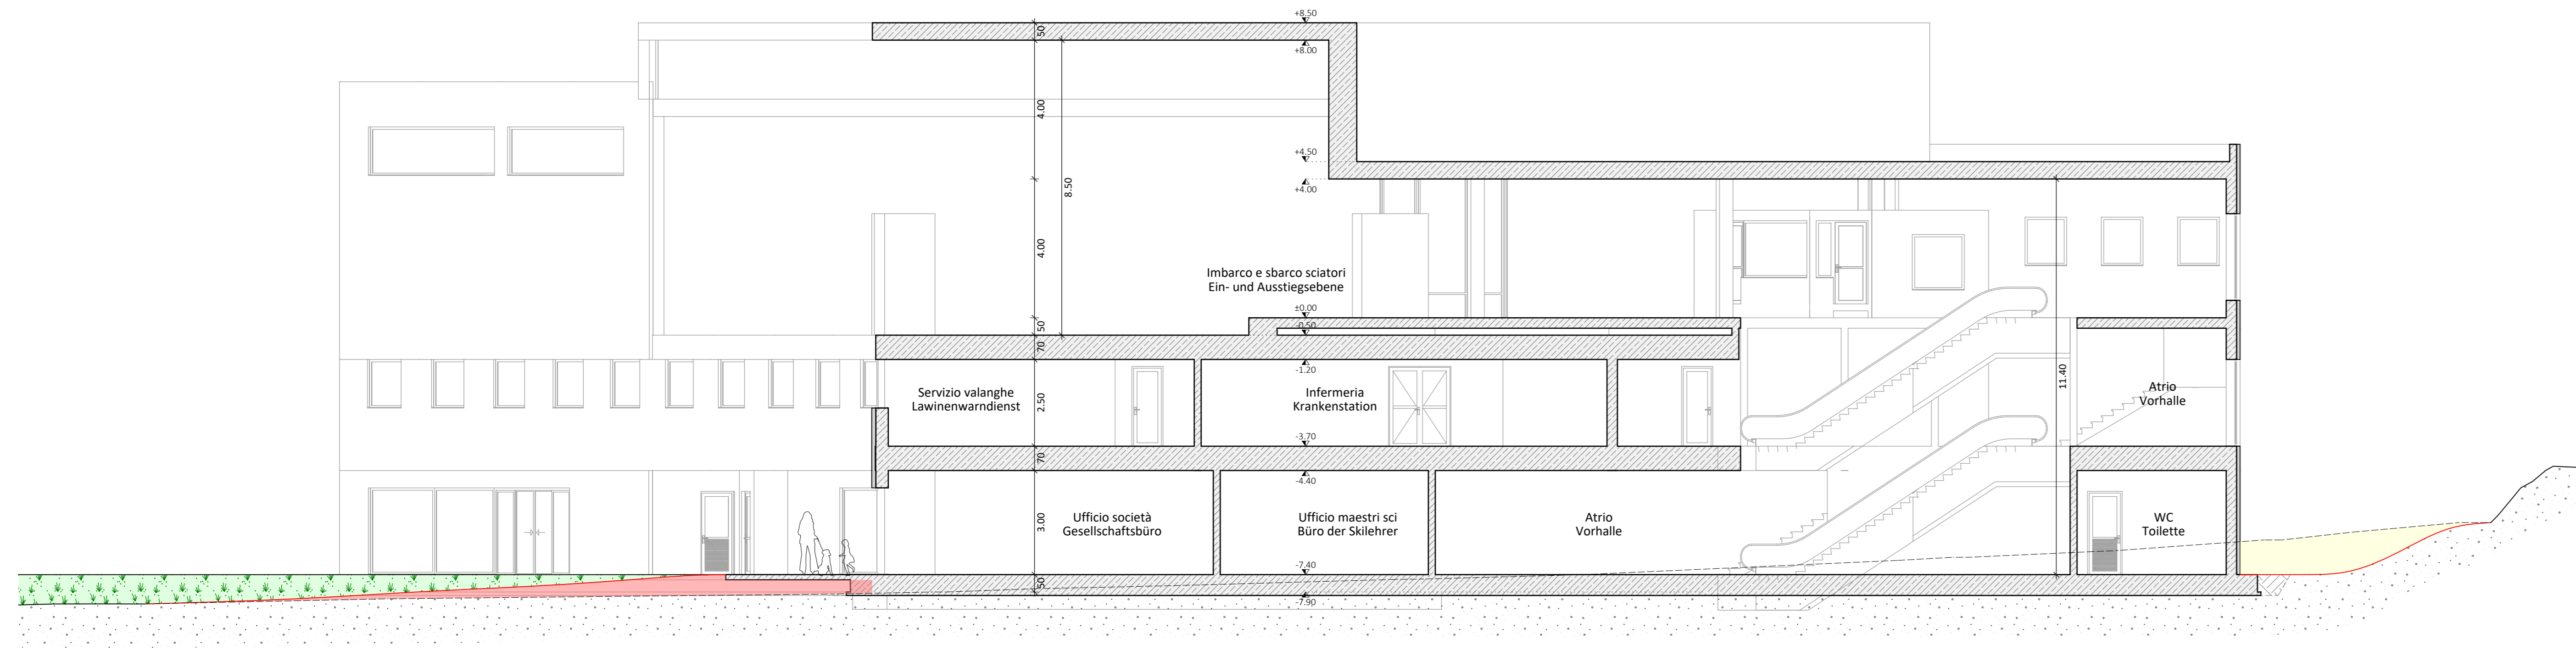 +8.50
50
+8.00
4.00
+4.50
8.50
+4.00
4.00
Imbarco e sbarco sciatori
Ein- und Ausstiegsebene
±0.00
50
-0.50
70
-1.20
11.40
Servizio valanghe
Lawinenwarndienst
2.50
Infermeria
Krankenstation
Atrio
Vorhalle
-3.70
70
-4.40
Ufficio società
Gesellschaftsbüro
3.00
Ufficio maestri sci
Büro der Skilehrer
Atrio
Vorhalle
WC
Toilette
-7.40
50
-7.90